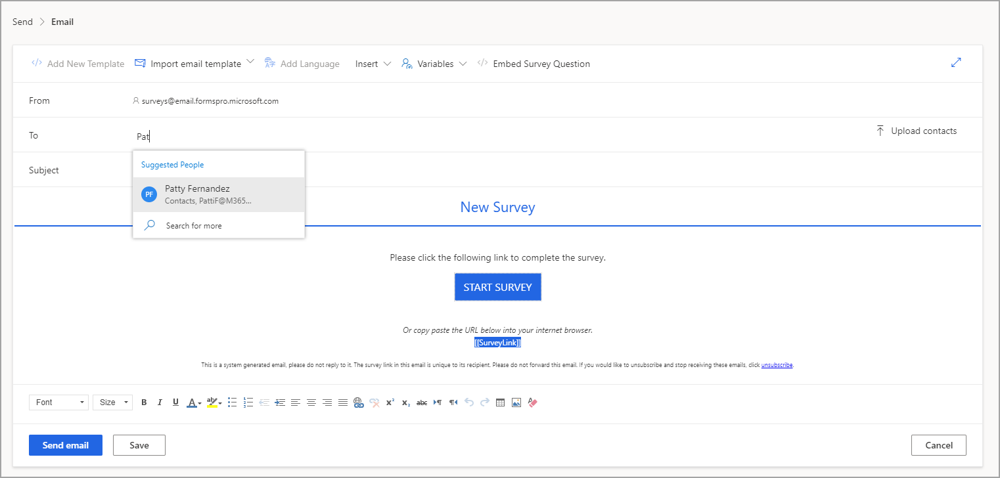 Send > Email
Add New Template Import email template Add Language Insert Variables Embed Survey Question
From surveys@email.formspro.microsoft.com
To Pat Upload contacts
Suggested People
Subject
PF Patty Fernandez
Contacts, PattiF@M365...
Search for more
New Survey
Please click the following link to complete the survey.
START SURVEY
Or copy paste the URL below into your internet browser.
[[SurveyLink]]
This is a system generated email, please do not reply to it. The survey link in this email is unique to its recipient. Please do not forward this email. If you would like to unsubscribe and stop receiving these emails, click unsubscribe.
Font Size B I U A ab x² x₂ abc
Send email Save Cancel